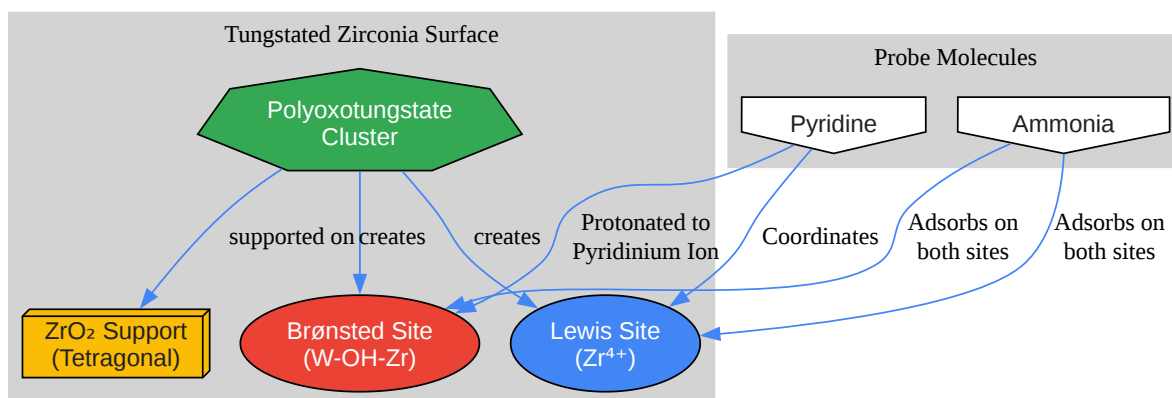 Tungstated Zirconia Surface
Probe Molecules
Polyoxotungstate
Cluster
Pyridine
Ammonia
supported on
creates
creates
Protonated to
Pyridinium Ion
Coordinates
Adsorbs on
both sites
Adsorbs on
both sites
ZrO₂ Support
(Tetragonal)
Brønsted Site
(W-OH-Zr)
Lewis Site
(Zr⁴⁺)